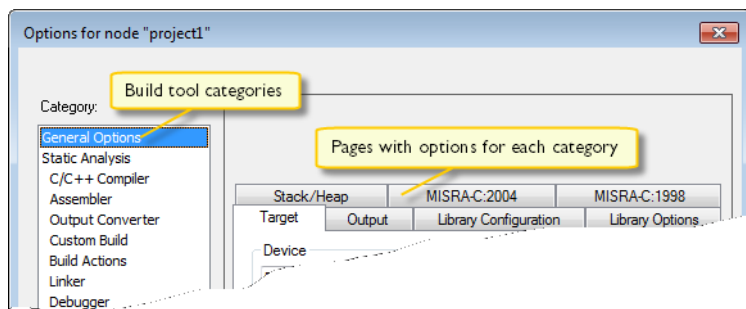 Options for node "project1"
Build tool categories
Category:
General Options
Static Analysis
C/C++ Compiler
Assembler
Output Converter
Custom Build
Build Actions
Linker
Debugger
Pages with options for each category
Stack/Heap MISRA-C:2004 MISRA-C:1998
Target Output Library Configuration Library Options
Device